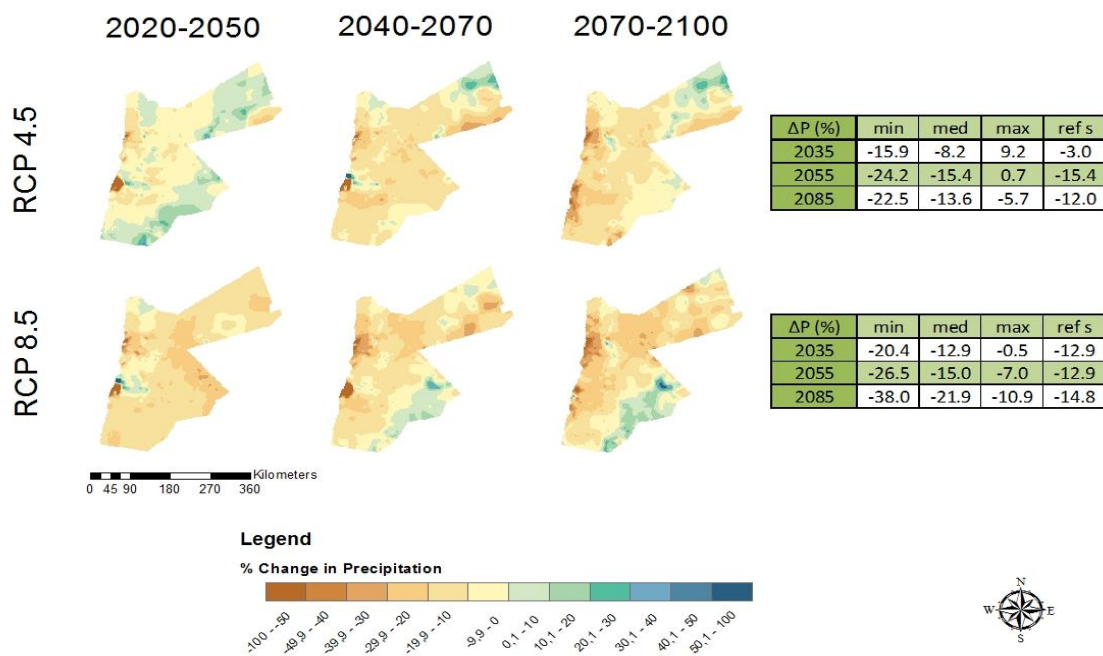 2020-2050 2040-2070 2070-2100
RCP 4.5
ΔP (%) min med max ref s
2035 -15.9 -8.2 9.2 -3.0
2055 -24.2 -15.4 0.7 -15.4
2085 -22.5 -13.6 -5.7 -12.0
RCP 8.5
ΔP (%) min med max ref s
2035 -20.4 -12.9 -0.5 -12.9
2055 -26.5 -15.0 -7.0 -12.9
2085 -38.0 -21.9 -10.9 -14.8
Kilometers
0 45 90 180 270 360
Legend
% Change in Precipitation
-100 - -50
-49,9 - -40
-39,9 - -30
-29,9 - -20
-19,9 - -10
-9,9 - 0
0,1 - 10
10,1 - 20
20,1 - 30
30,1 - 40
40,1 - 50
50,1 - 100
N
W E
S